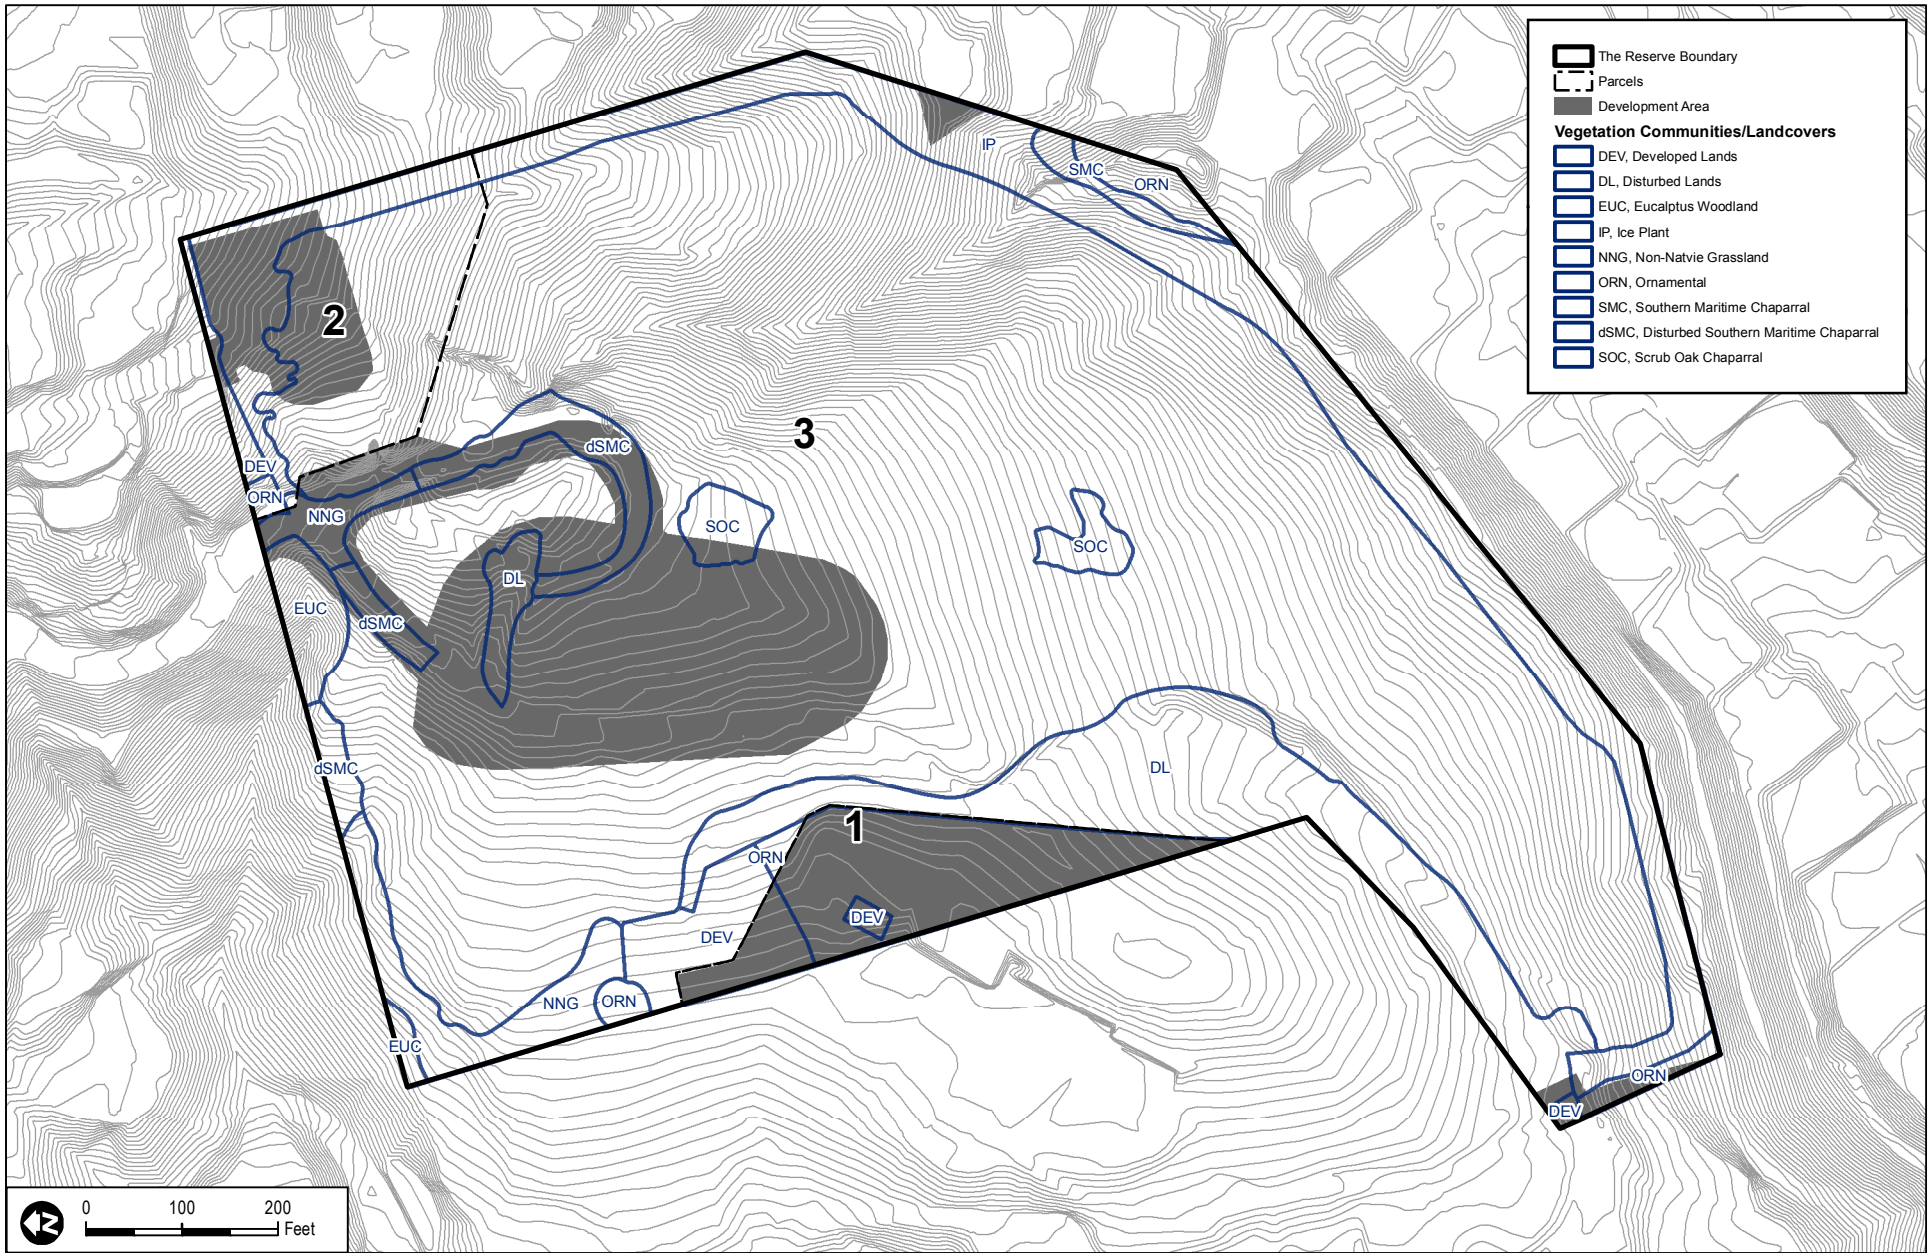 The Reserve Boundary
Parcels
Development Area
Vegetation Communities/Landcovers
DEV, Developed Lands
DL, Disturbed Lands
EUC, Eucalptus Woodland
IP, Ice Plant
NNG, Non-Natvie Grassland
ORN, Ornamental
SMC, Southern Maritime Chaparral
dSMC, Disturbed Southern Maritime Chaparral
SOC, Scrub Oak Chaparral
IP
SMC
ORN
2
3
dSMC
DEV
ORN
NNG
SOC
SOC
DL
EUC
dSMC
dSMC
DL
1
ORN
DEV
DEV
NNG
ORN
EUC
ORN
DEV
N
0 100 200
Feet